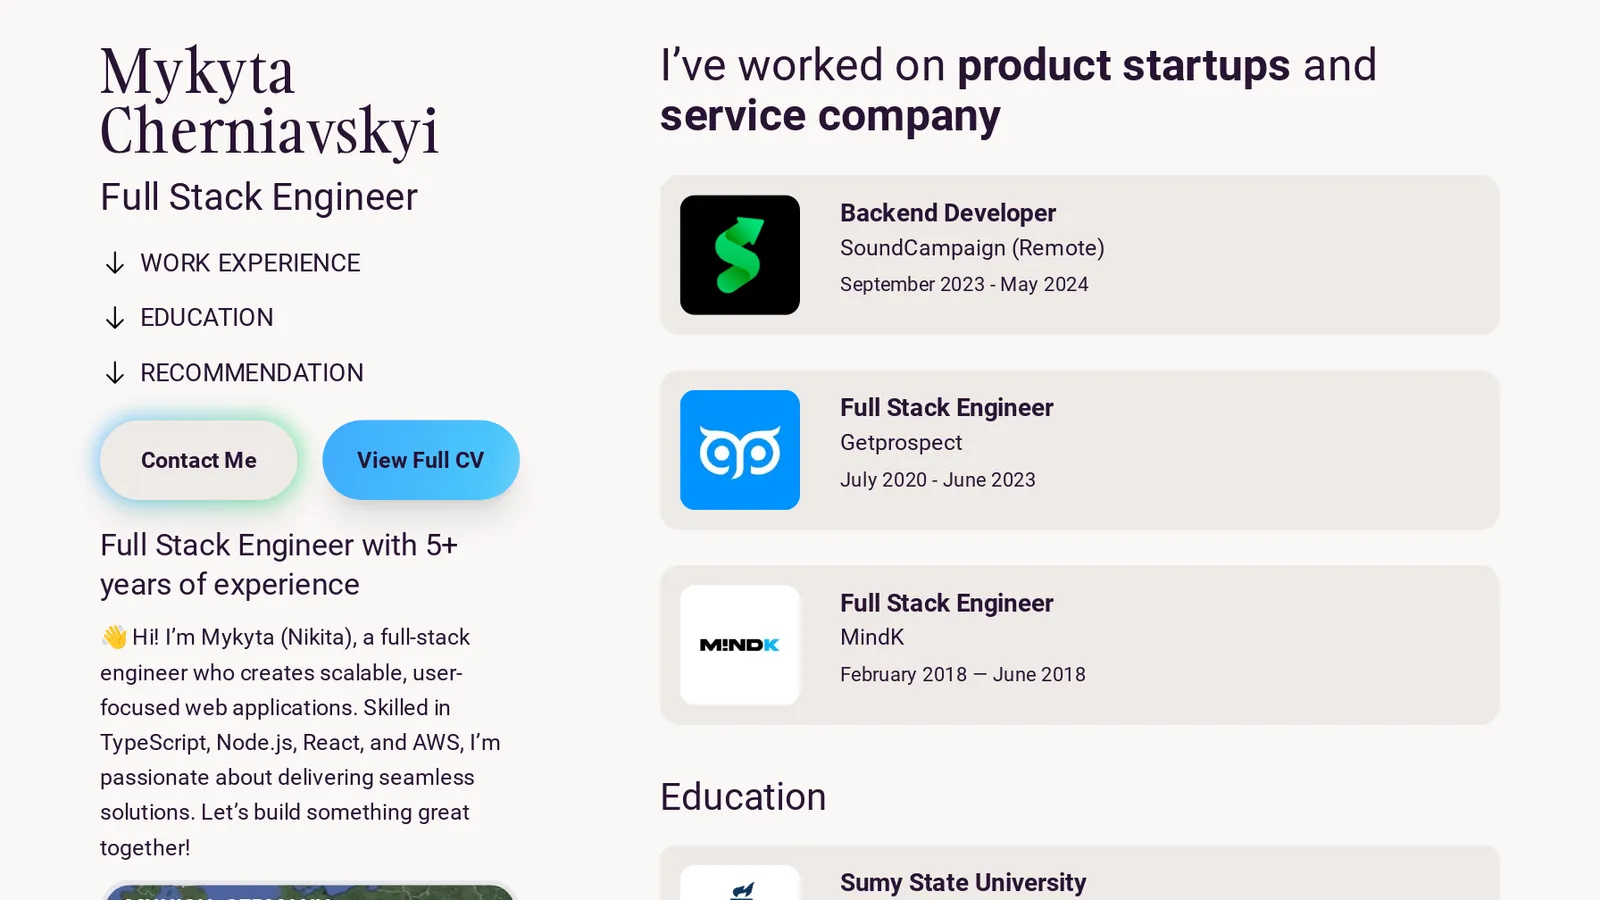 Mykyta
Cherniavskyi
Full Stack Engineer
WORK EXPERIENCE
EDUCATION
RECOMMENDATION
Contact Me
View Full CV
Full Stack Engineer with 5+
years of experience
👋 Hi! I’m Mykyta (Nikita), a full-stack
engineer who creates scalable, user-
focused web applications. Skilled in
TypeScript, Node.js, React, and AWS, I’m
passionate about delivering seamless
solutions. Let’s build something great
together!
I’ve worked on product startups and
service company
Backend Developer
SoundCampaign (Remote)
September 2023 - May 2024
Full Stack Engineer
Getprospect
July 2020 - June 2023
M!NDK
Full Stack Engineer
MindK
February 2018 — June 2018
Education
Sumy State University